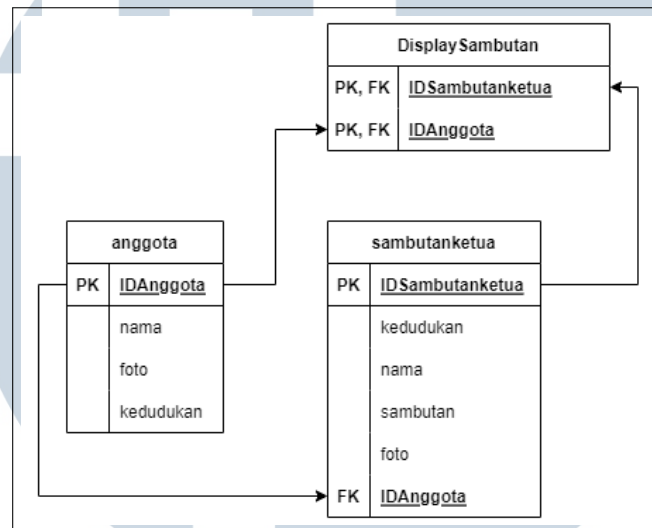 DisplaySambutan
PK, FK IDSambutanketua
PK, FK IDAnggota
anggota
PK IDAnggota
nama
foto
kedudukan
sambutanketua
PK IDSambutanketua
kedudukan
nama
sambutan
foto
FK IDAnggota